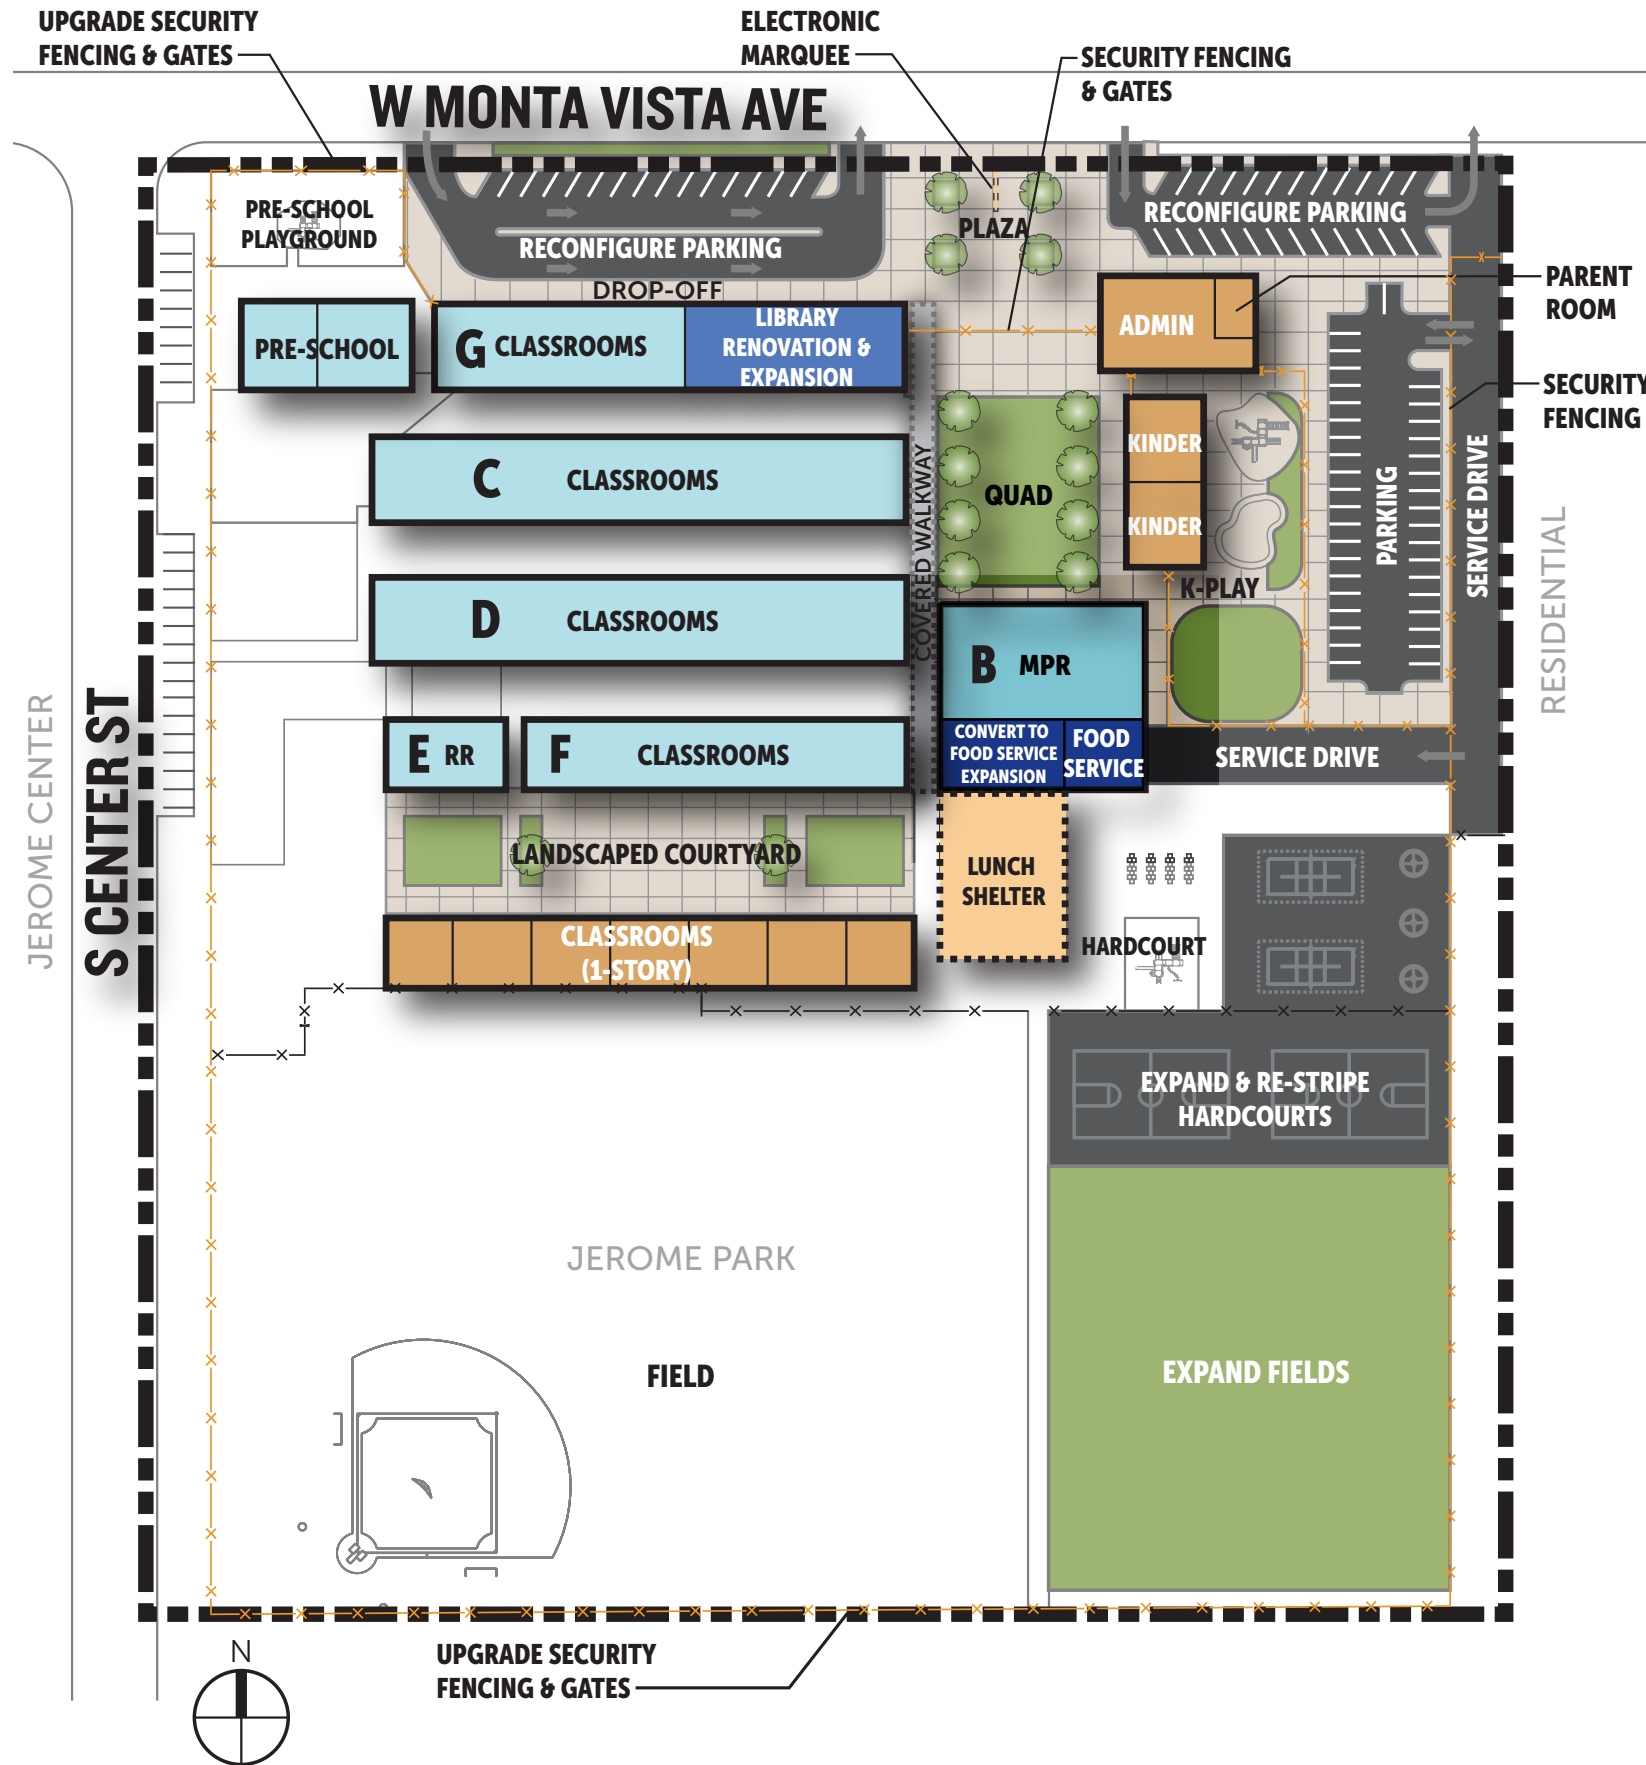 UPGRADE SECURITY
FENCING & GATES
ELECTRONIC
MARQUEE
SECURITY FENCING
& GATES
W MONTA VISTA AVE
PRE-SCHOOL
PLAYGROUND
RECONFIGURE PARKING
DROP-OFF
PLAZA
RECONFIGURE PARKING
PARENT
ROOM
PRE-SCHOOL
G CLASSROOMS
LIBRARY
RENOVATION &
EXPANSION
ADMIN
SECURITY
FENCING
C CLASSROOMS
COVERED WALKWAY
QUAD
KINDER
KINDER
K-PLAY
PARKING
SERVICE DRIVE
RESIDENTIAL
D CLASSROOMS
B MPR
E RR
F CLASSROOMS
CONVERT TO
FOOD SERVICE
EXPANSION
FOOD
SERVICE
SERVICE DRIVE
JEROME CENTER
S CENTER ST
LANDSCAPED COURTYARD
LUNCH
SHELTER
CLASSROOMS
(1-STORY)
HARDCOURT
EXPAND & RE-STRIPE
HARDCOURTS
JEROME PARK
FIELD
EXPAND FIELDS
UPGRADE SECURITY
FENCING & GATES
N